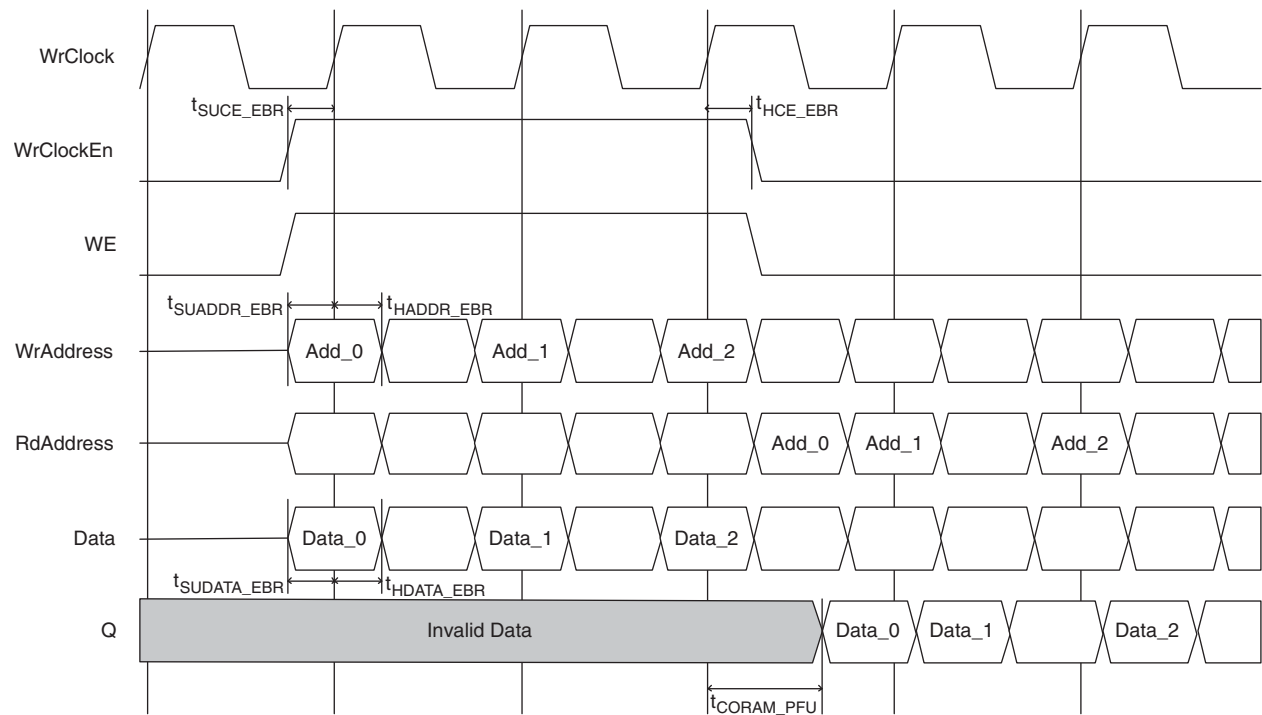 WrClock
tSUCE_EBR tHCE_EBR
WrClockEn
WE
tSUADDR_EBR tHADDR_EBR
WrAddress Add_0 Add_1 Add_2
RdAddress Add_0 Add_1 Add_2
Data Data_0 Data_1 Data_2
tSUDATA_EBR tHDATA_EBR
Q Invalid Data Data_0 Data_1 Data_2
tCORAM_PFU